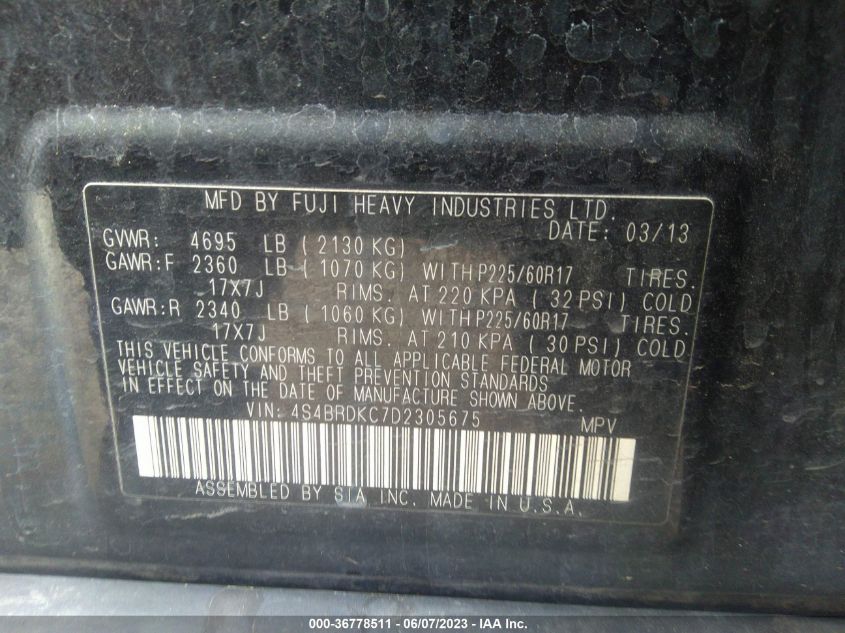 MFD BY FUJI HEAVY INDUSTRIES LTD.
DATE: 03/13
GVWR: 4695 LB ( 2130 KG)
GAWR:F 2360 LB ( 1070 KG) WITH P225/60R17 TIRES.
17X7J RIMS. AT 220 KPA ( 32 PSI) COLD
GAWR:R 2340 LB ( 1060 KG) WITH P225/60R17 TIRES.
17X7J RIMS. AT 210 KPA ( 30 PSI) COLD
THIS VEHICLE CONFORMS TO ALL APPLICABLE FEDERAL MOTOR
VEHICLE SAFETY AND THEFT PREVENTION STANDARDS
IN EFFECT ON THE DATE OF MANUFACTURE SHOWN ABOVE.
VIN: 4S4BRDKC7D2305675 MPV
ASSEMBLED BY SIA INC. MADE IN U.S.A.
000-36778511 - 06/07/2023 - IAA Inc.